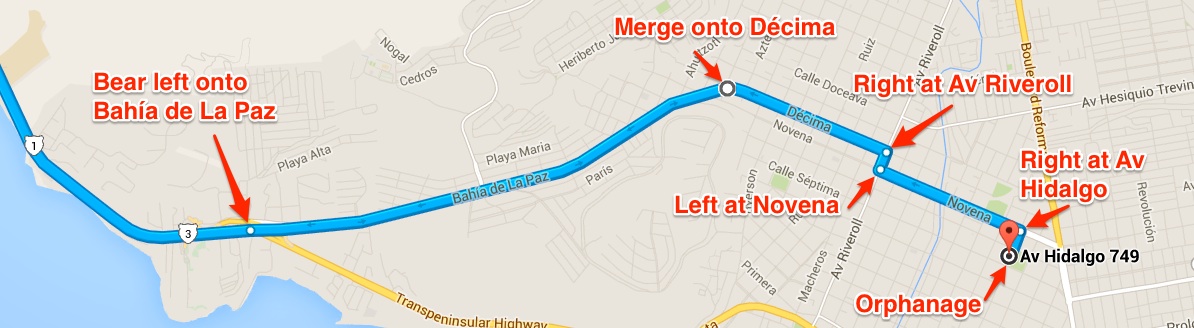 Merge onto Décima
Bear left onto
Bahía de La Paz
Right at Av Riveroll
Right at Av
Hidalgo
Left at Novena
Orphanage
Av Hidalgo 749
1
3
Nogal
Cedros
Heriberto J
Ahuizotl
Azte
Ruiz
Av Riveroll
Calle Doceava
Av Hesiquio Trevin
Décima
Novena
Playa Alta
Playa Maria
Paris
Bahía de La Paz
Calle Séptima
Novena
Revolución
Primera
Macheros
Av Riveroll
Transpeninsular Highway